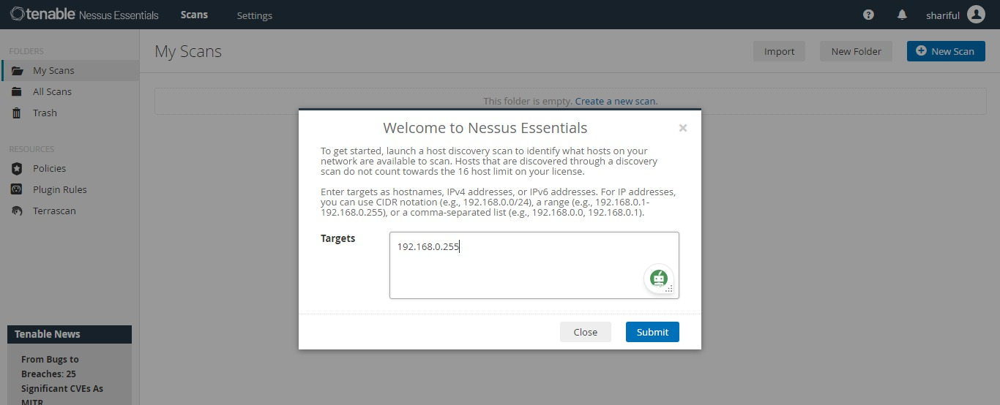 tenable Nessus Essentials Scans Settings ? shariful
FOLDERS
My Scans
All Scans
Trash
RESOURCES
Policies
Plugin Rules
Terrascan
Tenable News
From Bugs to
Breaches: 25
Significant CVEs As
MITR
My Scans
Import New Folder New Scan
This folder is empty. Create a new scan.
Welcome to Nessus Essentials ×
To get started, launch a host discovery scan to identify what hosts on your
network are available to scan. Hosts that are discovered through a discovery
scan do not count towards the 16 host limit on your license.
Enter targets as hostnames, IPv4 addresses, or IPv6 addresses. For IP addresses,
you can use CIDR notation (e.g., 192.168.0.0/24), a range (e.g., 192.168.0.1-
192.168.0.255), or a comma-separated list (e.g., 192.168.0.0, 192.168.0.1).
Targets
192.168.0.255
Close Submit